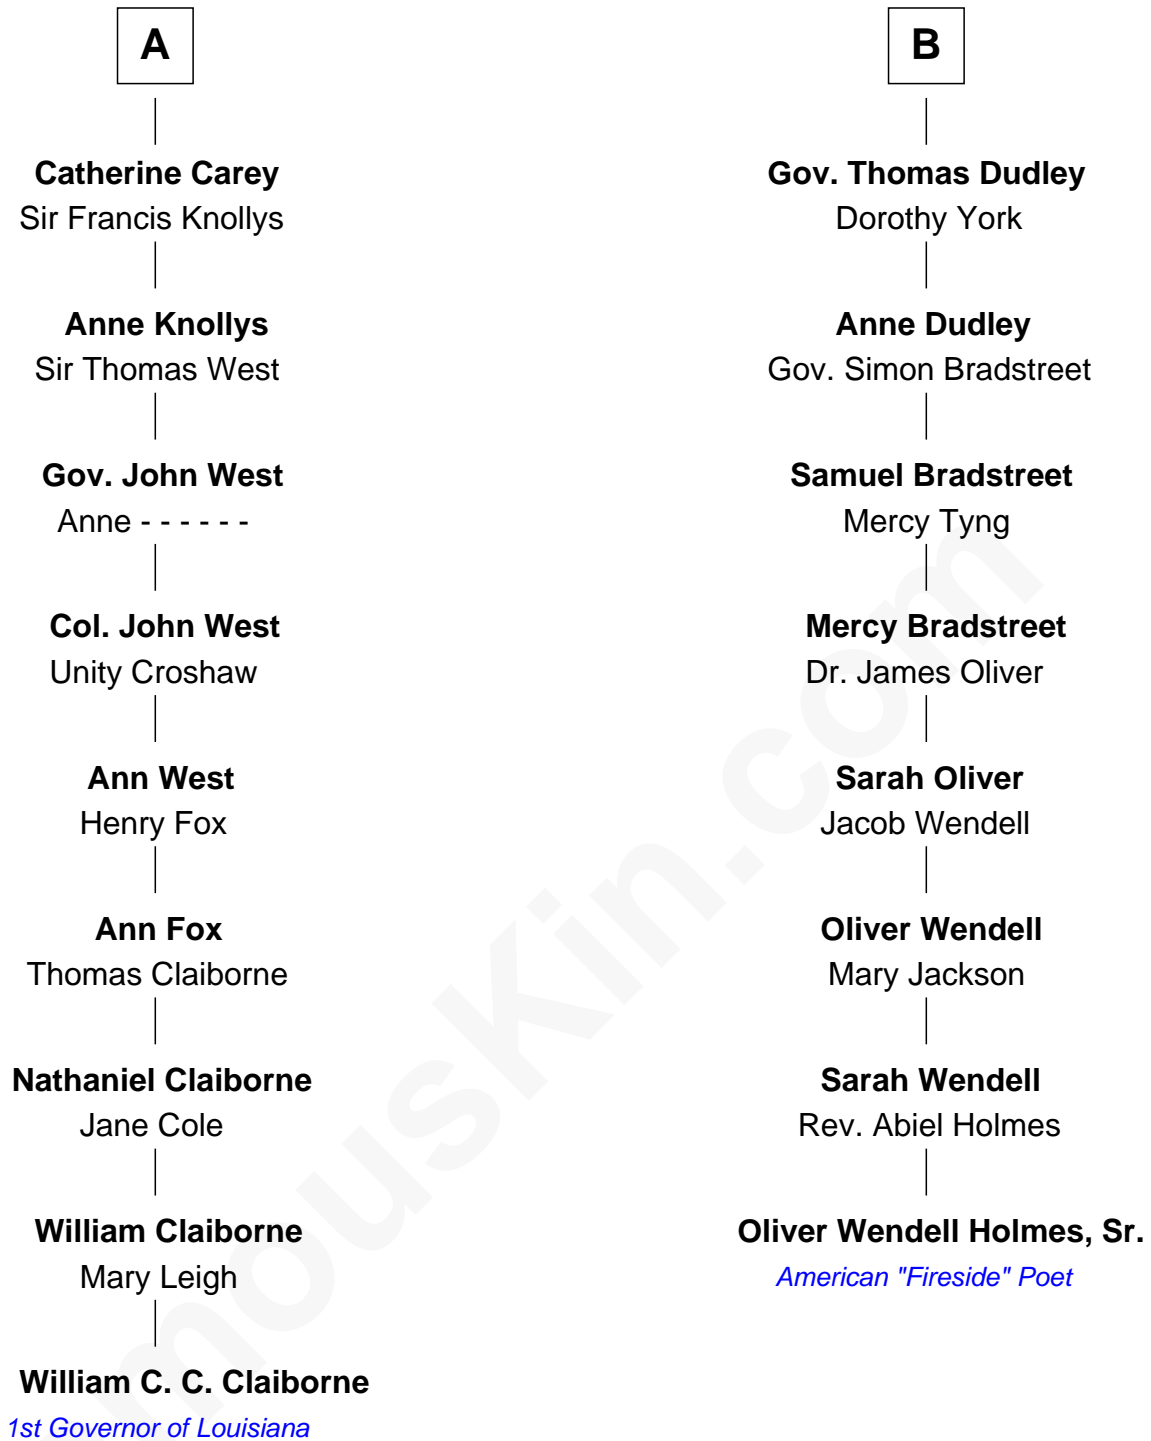 A
Catherine Carey
Sir Francis Knollys
Anne Knollys
Sir Thomas West
Gov. John West
Anne - - - - - -
Col. John West
Unity Croshaw
Ann West
Henry Fox
Ann Fox
Thomas Claiborne
Nathaniel Claiborne
Jane Cole
William Claiborne
Mary Leigh
William C. C. Claiborne
1st Governor of Louisiana
B
Gov. Thomas Dudley
Dorothy York
Anne Dudley
Gov. Simon Bradstreet
Samuel Bradstreet
Mercy Tyng
Mercy Bradstreet
Dr. James Oliver
Sarah Oliver
Jacob Wendell
Oliver Wendell
Mary Jackson
Sarah Wendell
Rev. Abiel Holmes
Oliver Wendell Holmes, Sr.
American "Fireside" Poet
mousKin.com